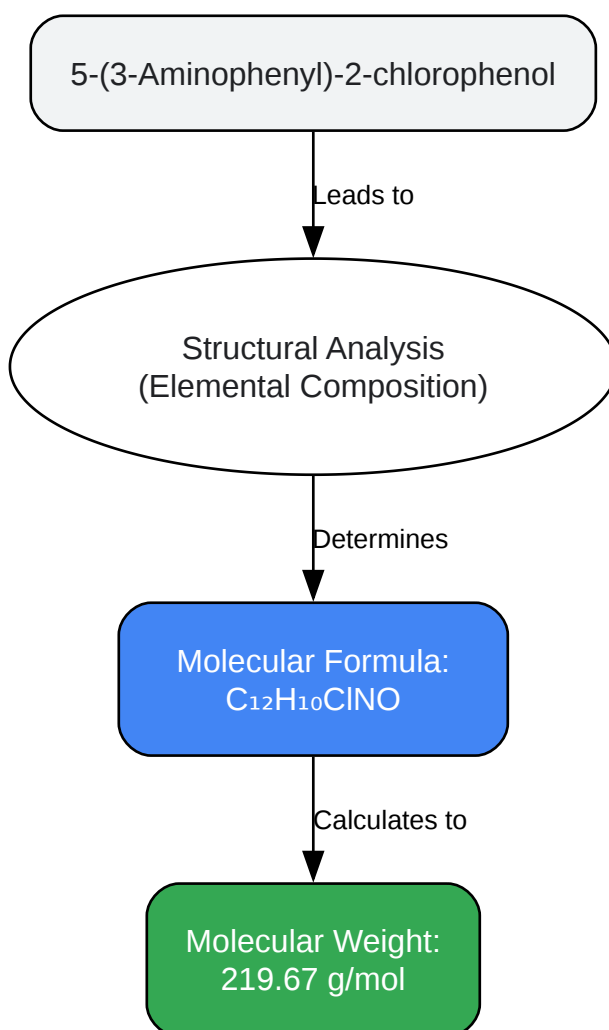 5-(3-Aminophenyl)-2-chlorophenol
Leads to
Structural Analysis
(Elemental Composition)
Determines
Molecular Formula:
C₁₂H₁₀ClNO
Calculates to
Molecular Weight:
219.67 g/mol